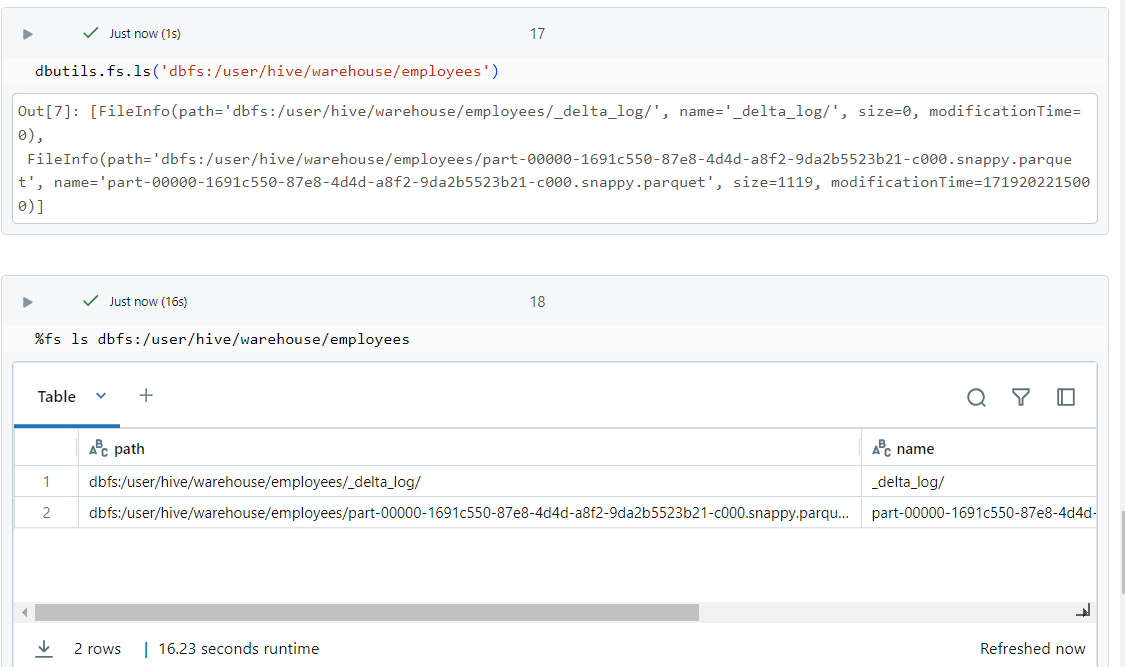 Just now (1s)
17
dbutils.fs.ls('dbfs:/user/hive/warehouse/employees')
Out[7]: [FileInfo(path='dbfs:/user/hive/warehouse/employees/_delta_log/', name='_delta_log/', size=0, modificationTime=
0),
FileInfo(path='dbfs:/user/hive/warehouse/employees/part-00000-1691c550-87e8-4d4d-a8f2-9da2b5523b21-c000.snappy.parque
t', name='part-00000-1691c550-87e8-4d4d-a8f2-9da2b5523b21-c000.snappy.parquet', size=1119, modificationTime=171920221500
0)]
Just now (16s)
18
%fs ls dbfs:/user/hive/warehouse/employees
Table
ABC path
ABC name
1 dbfs:/user/hive/warehouse/employees/_delta_log/ _delta_log/
2 dbfs:/user/hive/warehouse/employees/part-00000-1691c550-87e8-4d4d-a8f2-9da2b5523b21-c000.snappy.parqu... part-00000-1691c550-87e8-4d4d-
2 rows | 16.23 seconds runtime
Refreshed now